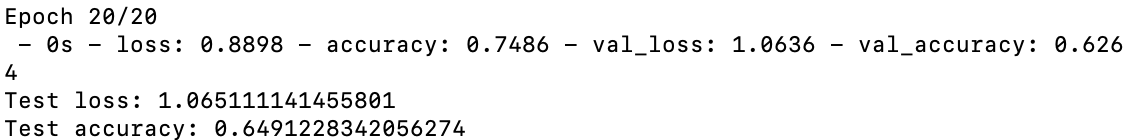 Epoch 20/20
 - 0s - loss: 0.8898 - accuracy: 0.7486 - val_loss: 1.0636 - val_accuracy: 0.626
4
Test loss: 1.065111141455801
Test accuracy: 0.6491228342056274